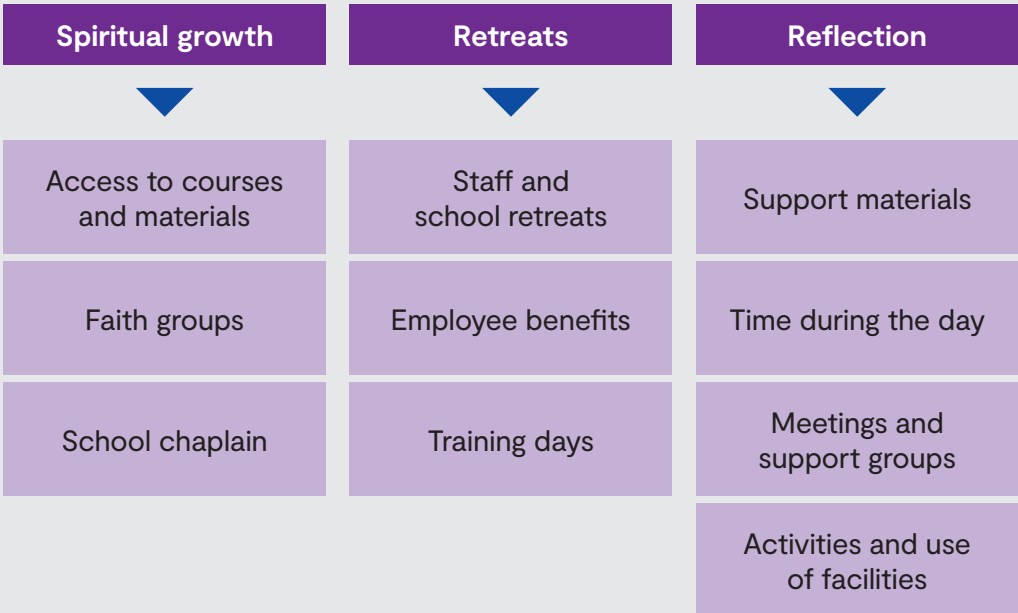 Spiritual growth
Access to courses
and materials
Faith groups
School chaplain
Retreats
Staff and
school retreats
Employee benefits
Training days
Reflection
Support materials
Time during the day
Meetings and
support groups
Activities and use
of facilities